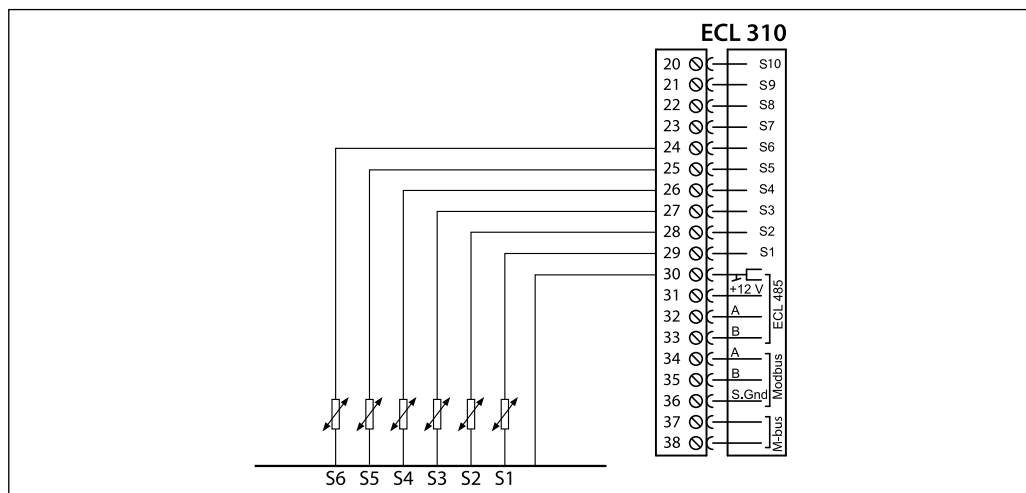 ECL 310
20 S10
21 S9
22 S8
23 S7
24 S6
25 S5
26 S4
27 S3
28 S2
29 S1
30
31 +12 V
32 A
33 B
ECL 485
34 A
35 B
36 S.Gnd
Modbus
37
38
M-bus
S6 S5 S4 S3 S2 S1